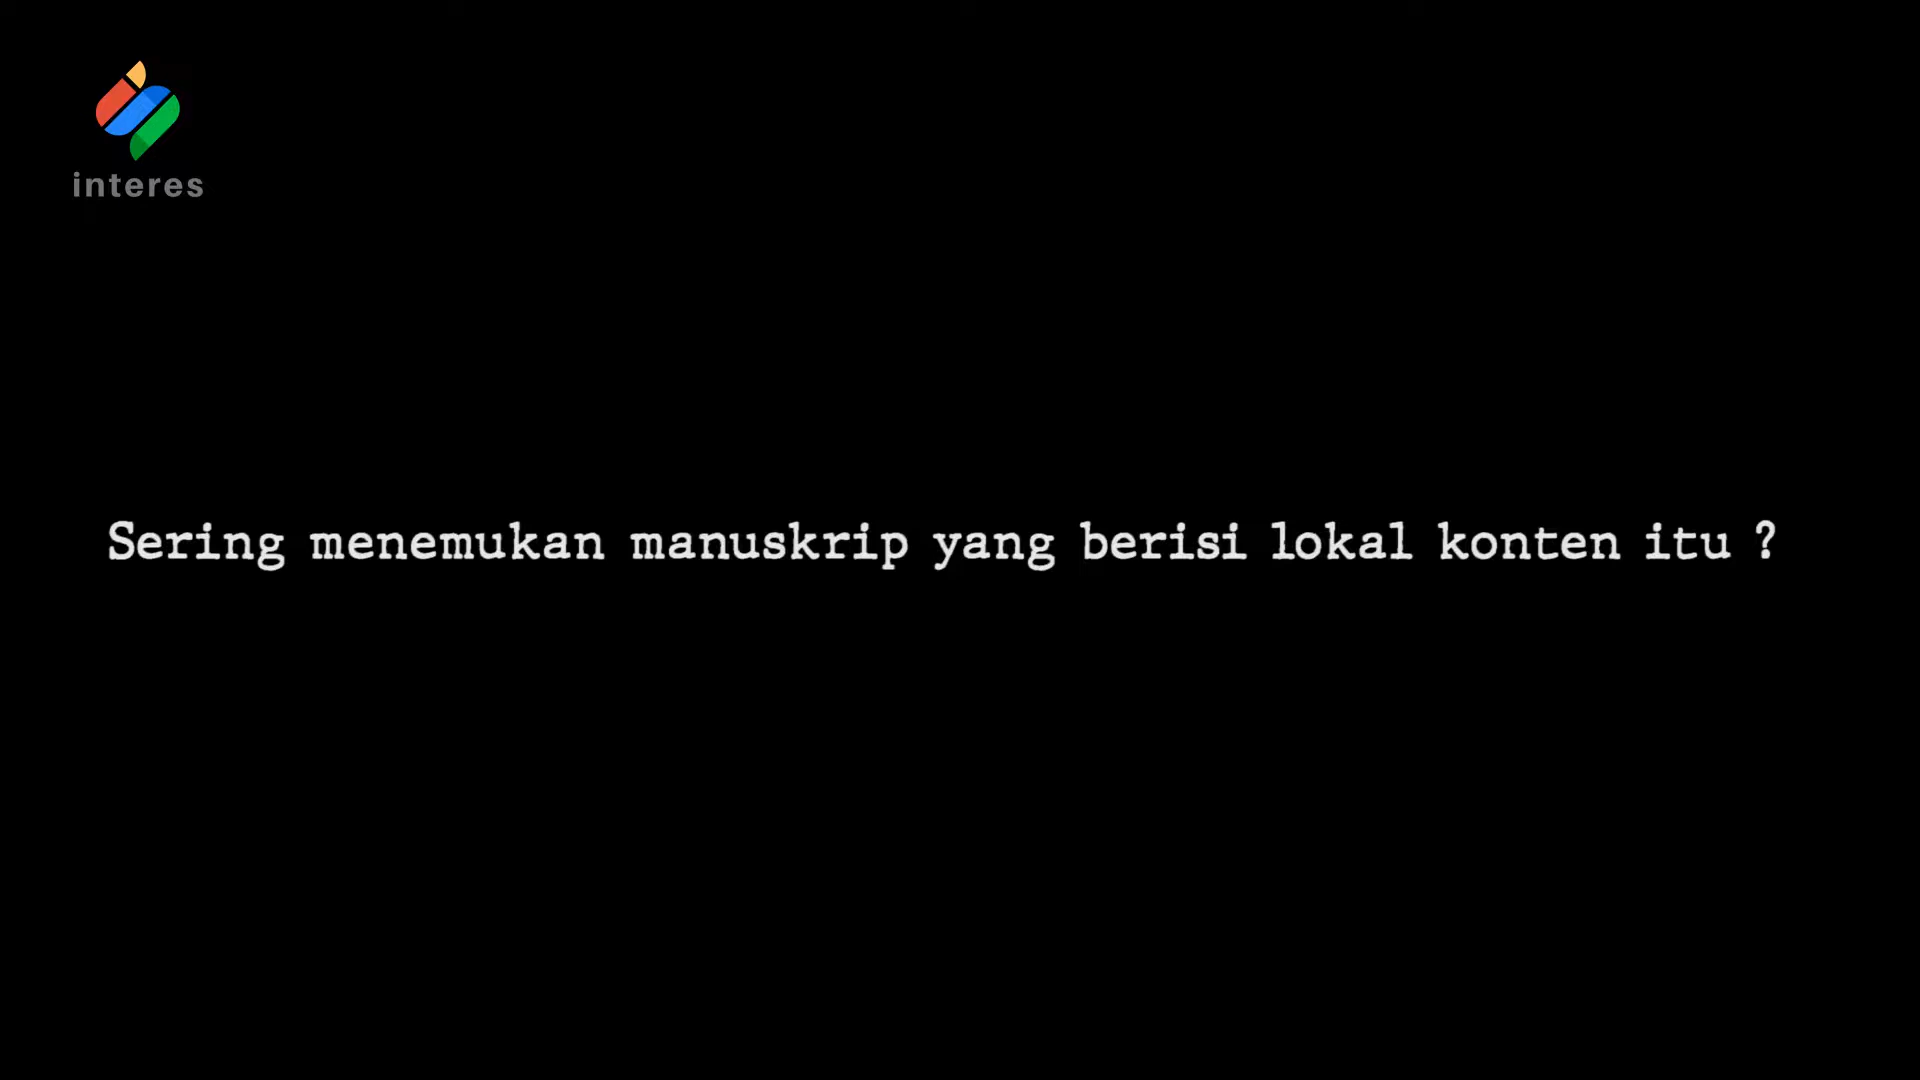 interes
Sering menemukan manuskrip yang berisi lokal konten itu ?